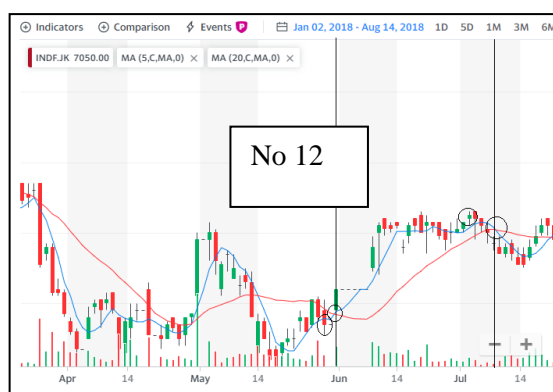 Indicators Comparison Events P Jan 02, 2018 - Aug 14, 2018 1D 5D 1M 3M 6M
INDF.JK 7050.00 MA (5,C,MA,0) × MA (20,C,MA,0) ×
No 12
− +
Apr 14 May 14 Jun 14 Jul 14